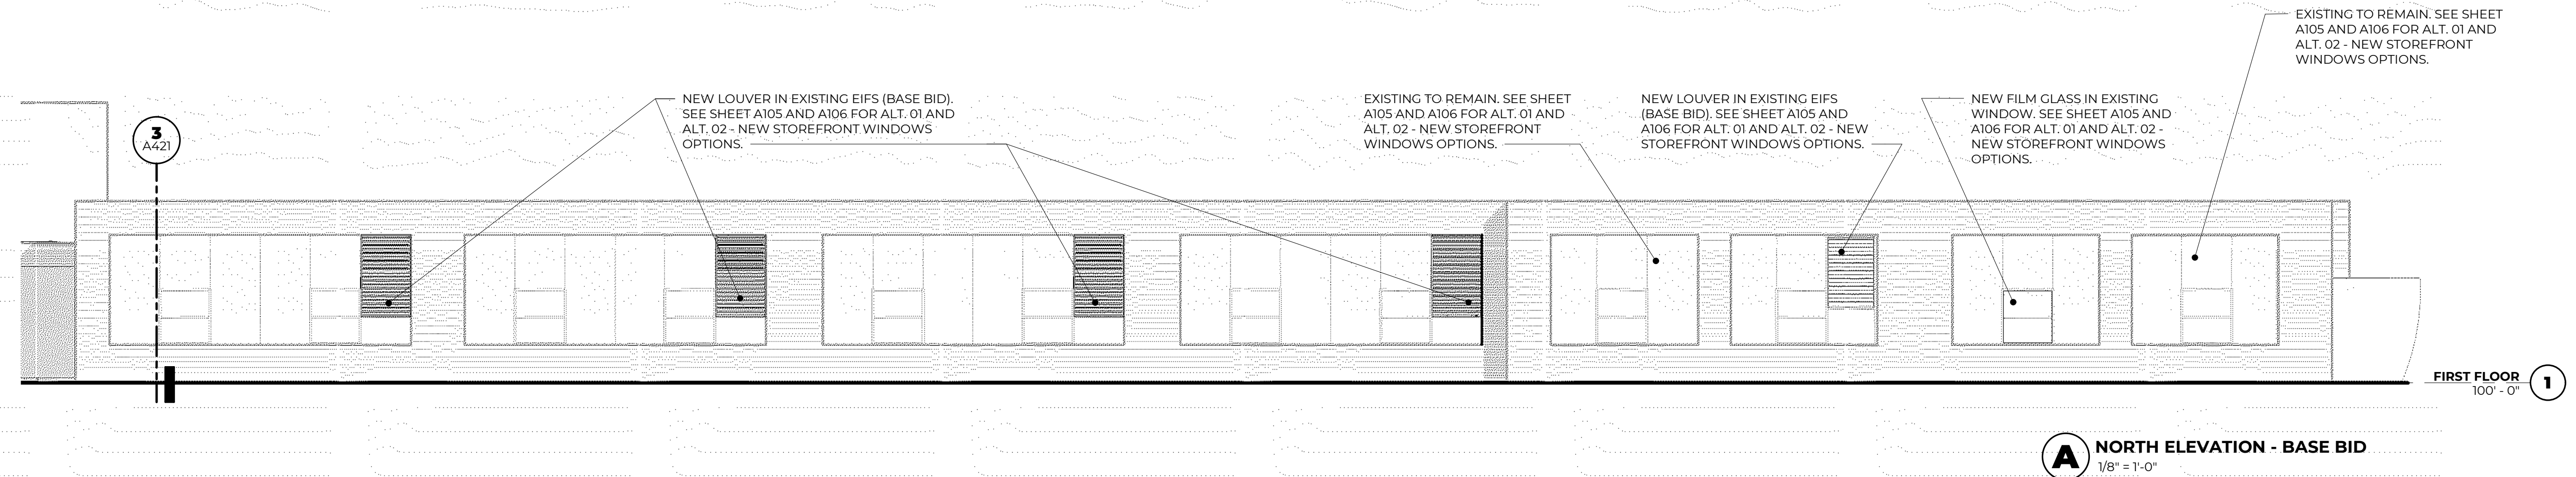 EXISTING TO REMAIN. SEE SHEET
A105 AND A106 FOR ALT. 01 AND
ALT. 02 - NEW STOREFRONT
WINDOWS OPTIONS.
NEW LOUVER IN EXISTING EIFS (BASE BID).
SEE SHEET A105 AND A106 FOR ALT. 01 AND
ALT. 02 - NEW STOREFRONT WINDOWS
OPTIONS.
EXISTING TO REMAIN. SEE SHEET
A105 AND A106 FOR ALT. 01 AND
ALT. 02 - NEW STOREFRONT
WINDOWS OPTIONS.
NEW LOUVER IN EXISTING EIFS
(BASE BID). SEE SHEET A105 AND
A106 FOR ALT. 01 AND ALT. 02 - NEW
STOREFRONT WINDOWS OPTIONS.
NEW FILM GLASS IN EXISTING
WINDOW. SEE SHEET A105 AND
A106 FOR ALT. 01 AND ALT. 02 -
NEW STOREFRONT WINDOWS
OPTIONS.
3
A421
FIRST FLOOR
100' - 0"
1
A
NORTH ELEVATION - BASE BID
1/8" = 1'-0"